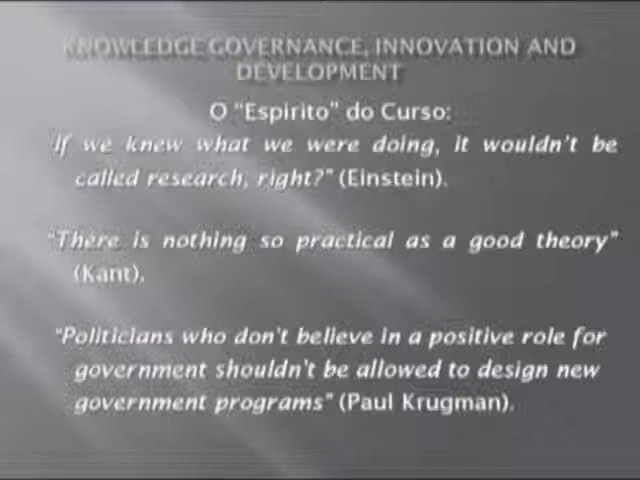 KNOWLEDGE GOVERNANCE, INNOVATION AND
DEVELOPMENT
O "Espirito" do Curso:
If we knew what we were doing, it wouldn't be
called research, right?" (Einstein).
"There is nothing so practical as a good theory"
(Kant).
"Politicians who don't believe in a positive role for
government shouldn't be allowed to design new
government programs" (Paul Krugman).